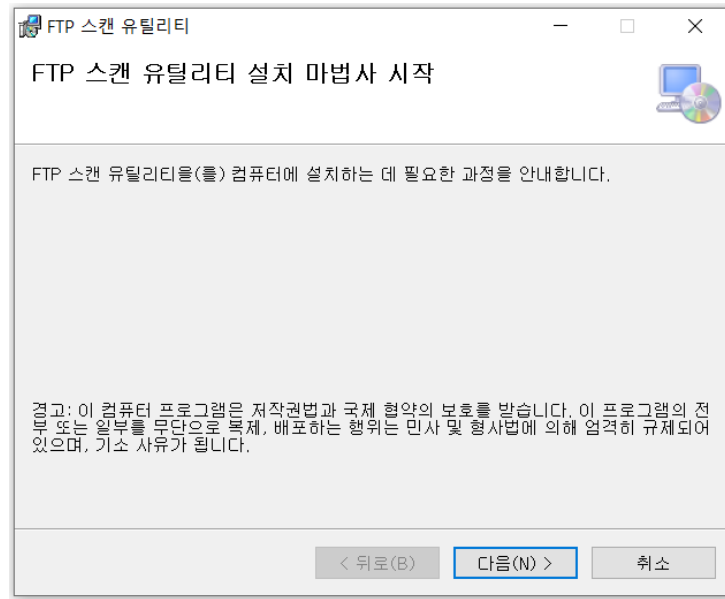 FTP 스캔 유틸리티
FTP 스캔 유틸리티 설치 마법사 시작
FTP 스캔 유틸리티을(를) 컴퓨터에 설치하는 데 필요한 과정을 안내합니다.
경고: 이 컴퓨터 프로그램은 저작권법과 국제 협약의 보호를 받습니다. 이 프로그램의 전
부 또는 일부를 무단으로 복제, 배포하는 행위는 민사 및 형사법에 의해 엄격히 규제되어
있으며, 기소 사유가 됩니다.
< 뒤로(B) 다음(N) > 취소